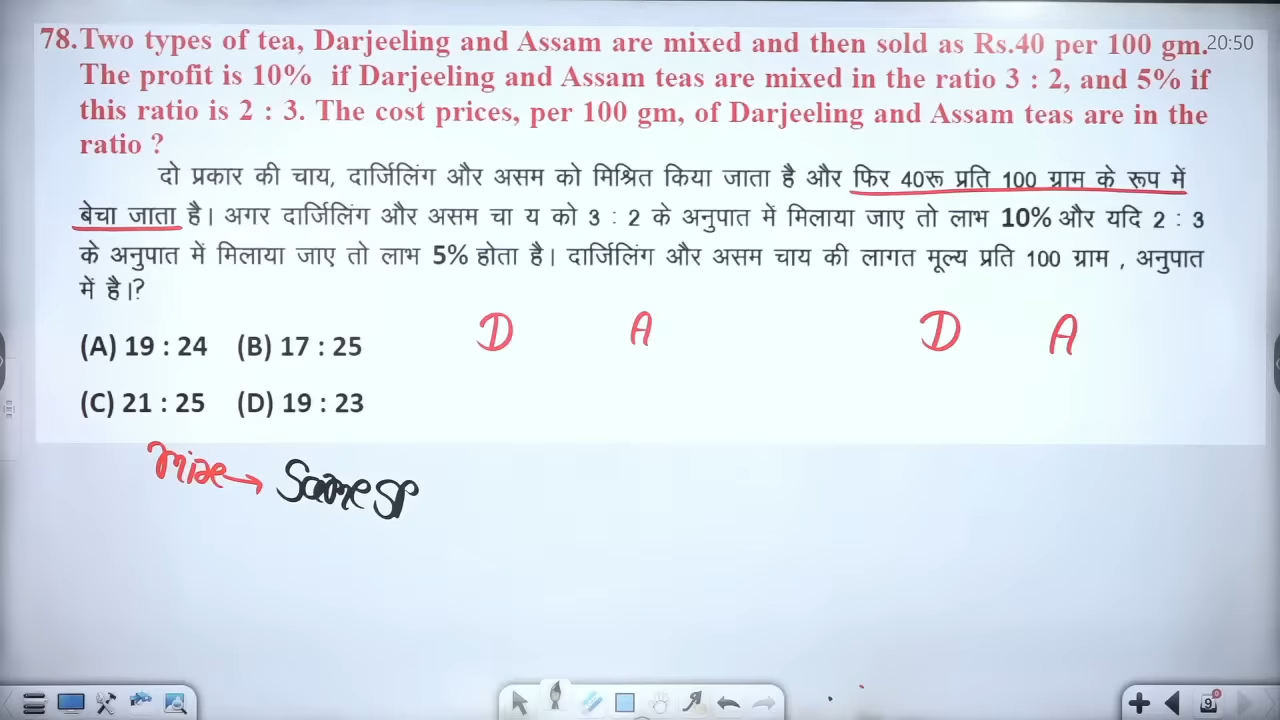 78.Two types of tea, Darjeeling and Assam are mixed and then sold as Rs.40 per 100 gm.
20:50
The profit is 10% if Darjeeling and Assam teas are mixed in the ratio 3 : 2, and 5% if
this ratio is 2 : 3. The cost prices, per 100 gm, of Darjeeling and Assam teas are in the
ratio ?
दो प्रकार की चाय, दार्जिलिंग और असम को मिश्रित किया जाता है और फिर 40रू प्रति 100 ग्राम के रूप में
बेचा जाता है। अगर दार्जिलिंग और असम चा य को 3 : 2 के अनुपात में मिलाया जाए तो लाभ 10% और यदि 2 : 3
के अनुपात में मिलाया जाए तो लाभ 5% होता है। दार्जिलिंग और असम चाय की लागत मूल्य प्रति 100 ग्राम , अनुपात
में है।?
D A D A
(A) 19 : 24 (B) 17 : 25
(C) 21 : 25 (D) 19 : 23
mixe → Same SP
9